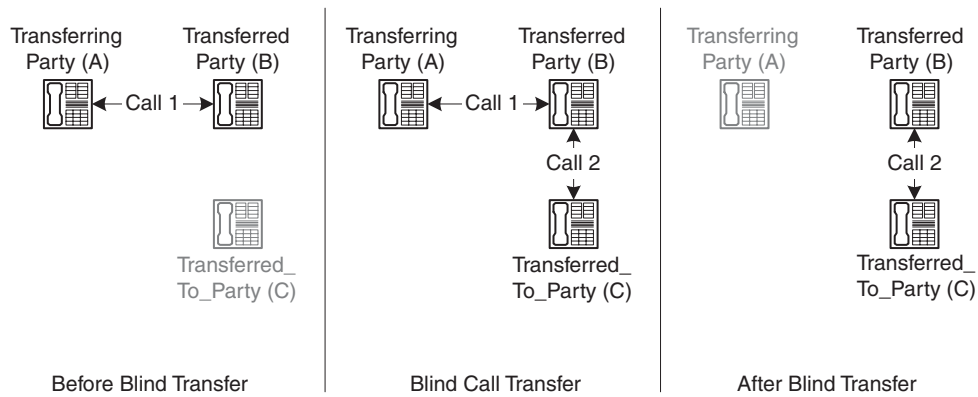 Transferring
Party (A)
Transferred
Party (B)
Call 1
Transferred_
To_Party (C)
Before Blind Transfer
Transferring
Party (A)
Transferred
Party (B)
Call 1
Call 2
Transferred_
To_Party (C)
Blind Call Transfer
Transferring
Party (A)
Transferred
Party (B)
Call 2
Transferred_
To_Party (C)
After Blind Transfer